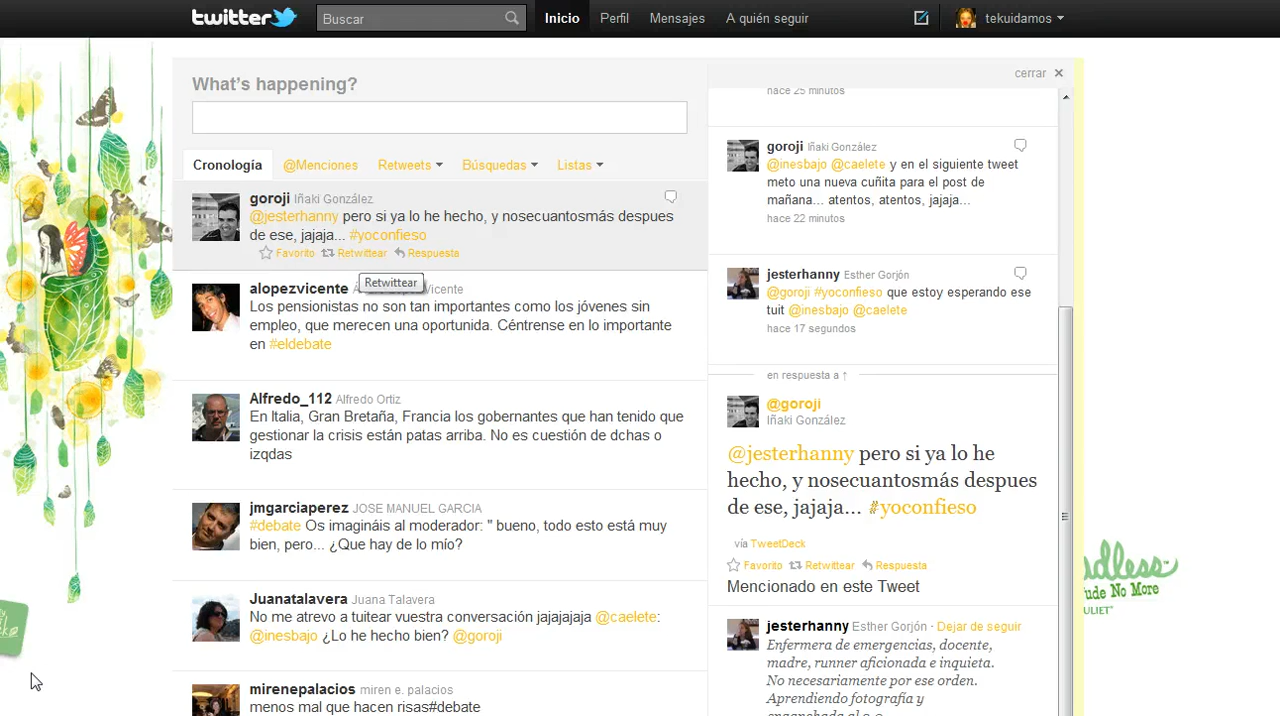 twitter
Buscar
Inicio
Perfil
Mensajes
A quién seguir
tekuidamos
What's happening?
Cronología
@Menciones
Retweets
Búsquedas
Listas
goroji Iñaki González
@jesterhanny pero si ya lo he hecho, y nosecuantosmás despues
de ese, jajaja... #yoconfieso
Favorito Retwittear Respuesta
Retwittear
alopezvicente
Los pensionistas no son tan importantes como los jóvenes sin
empleo, que merecen una oportunidad. Céntrense en lo importante
en #eldebate
Alfredo_112 Alfredo Ortiz
En Italia, Gran Bretaña, Francia los gobernantes que han tenido que
gestionar la crisis están patas arriba. No es cuestión de dchas o
izqdas
jmgarciaperez JOSE MANUEL GARCIA
#debate Os imagináis al moderador: " bueno, todo esto está muy
bien, pero... ¿Que hay de lo mío?
Juanatalavera Juana Talavera
No me atrevo a tuitear vuestra conversación jajajajaja @caelete:
@inesbajo ¿Lo he hecho bien? @goroji
mirenepalacios miren e. palacios
menos mal que hacen risas#debate
cerrar ×
hace 25 minutos
goroji Iñaki González
@inesbajo @caelete y en el siguiente tweet
meto una nueva cuñita para el post de
mañana... atentos, atentos, jajaja...
hace 22 minutos
jesterhanny Esther Gorjón
@goroji #yoconfieso que estoy esperando ese
tuit @inesbajo @caelete
hace 17 segundos
en respuesta a ↑
@goroji
Iñaki González
@jesterhanny pero si ya lo he
hecho, y nosecuantosmás despues
de ese, jajaja... #yoconfieso
vía TweetDeck
Favorito Retwittear Respuesta
Mencionado en este Tweet
jesterhanny Esther Gorjón - Dejar de seguir
Enfermera de emergencias, docente,
madre, runner aficionada e inquieta.
No necesariamente por ese orden.
Aprendiendo fotografía y
adless
ude No More
ULIET